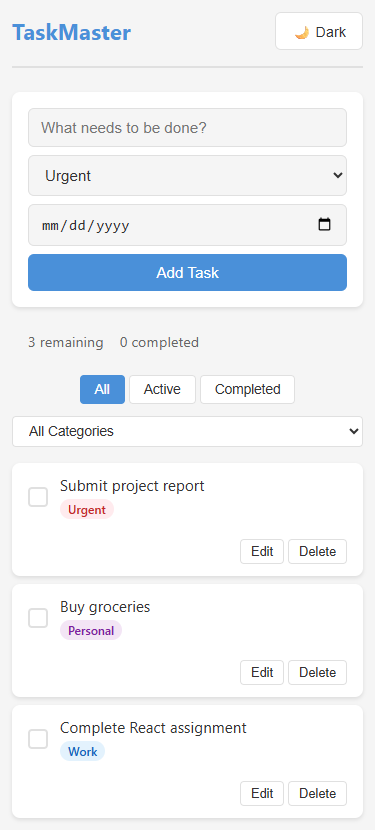 TaskMaster
🌙 Dark
What needs to be done?
Urgent
mm/dd/yyyy
Add Task
3 remaining 0 completed
All Active Completed
All Categories
Submit project report
Urgent
Edit Delete
Buy groceries
Personal
Edit Delete
Complete React assignment
Work
Edit Delete